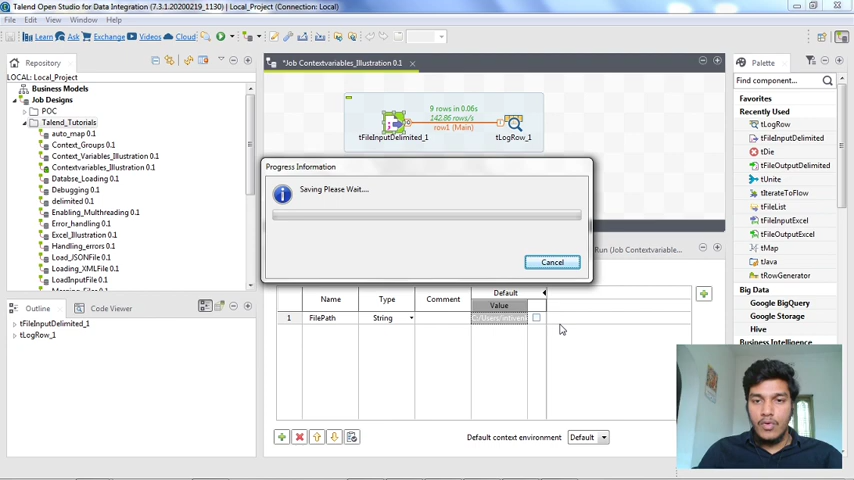 Talend Open Studio for Data Integration (7.3.1.20200219_1130) | Local_Project (Connection: Local)
File Edit View Window Help
Learn Ask Exchange Videos Cloud
Repository
LOCAL: Local_Project
Business Models
Job Designs
POC
Talend_Tutorials
auto_map 0.1
Context_Groups 0.1
Context_Variables_Illustration 0.1
Contextvariables_Illustration 0.1
Databse_Loading 0.1
Debugging 0.1
delimited 0.1
Enabling_Multithreading 0.1
Error_handling 0.1
Excel_Illustration 0.1
Handling_errors 0.1
Load_JSONFile 0.1
Loading_XMLFile 0.1
LoadInputFile 0.1
Outline Code Viewer
tFileInputDelimited_1
tLogRow_1
*Job Contextvariables_Illustration 0.1
9 rows in 0.06s
142.86 rows/s
row1 (Main)
tFileInputDelimited_1
tLogRow_1
Progress Information
Saving Please Wait....
Cancel
Run (Job Contextvariable...
Default
Name Type Comment Value
1 FilePath String
Default context environment Default
Palette
Find component...
Favorites
Recently Used
tLogRow
tFileInputDelimited
tDie
tFileOutputDelimited
tUnite
tIterateToFlow
tFileList
tFileInputExcel
tFileOutputExcel
tMap
tJava
tRowGenerator
Big Data
Google BigQuery
Google Storage
Hive